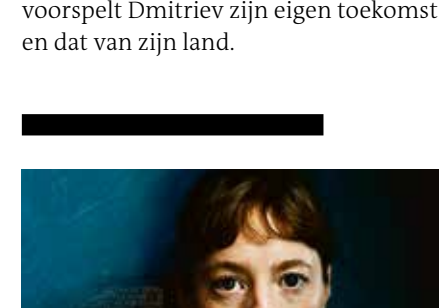 voorspelt Dmitriev zijn eigen toekomst
en dat van zijn land.